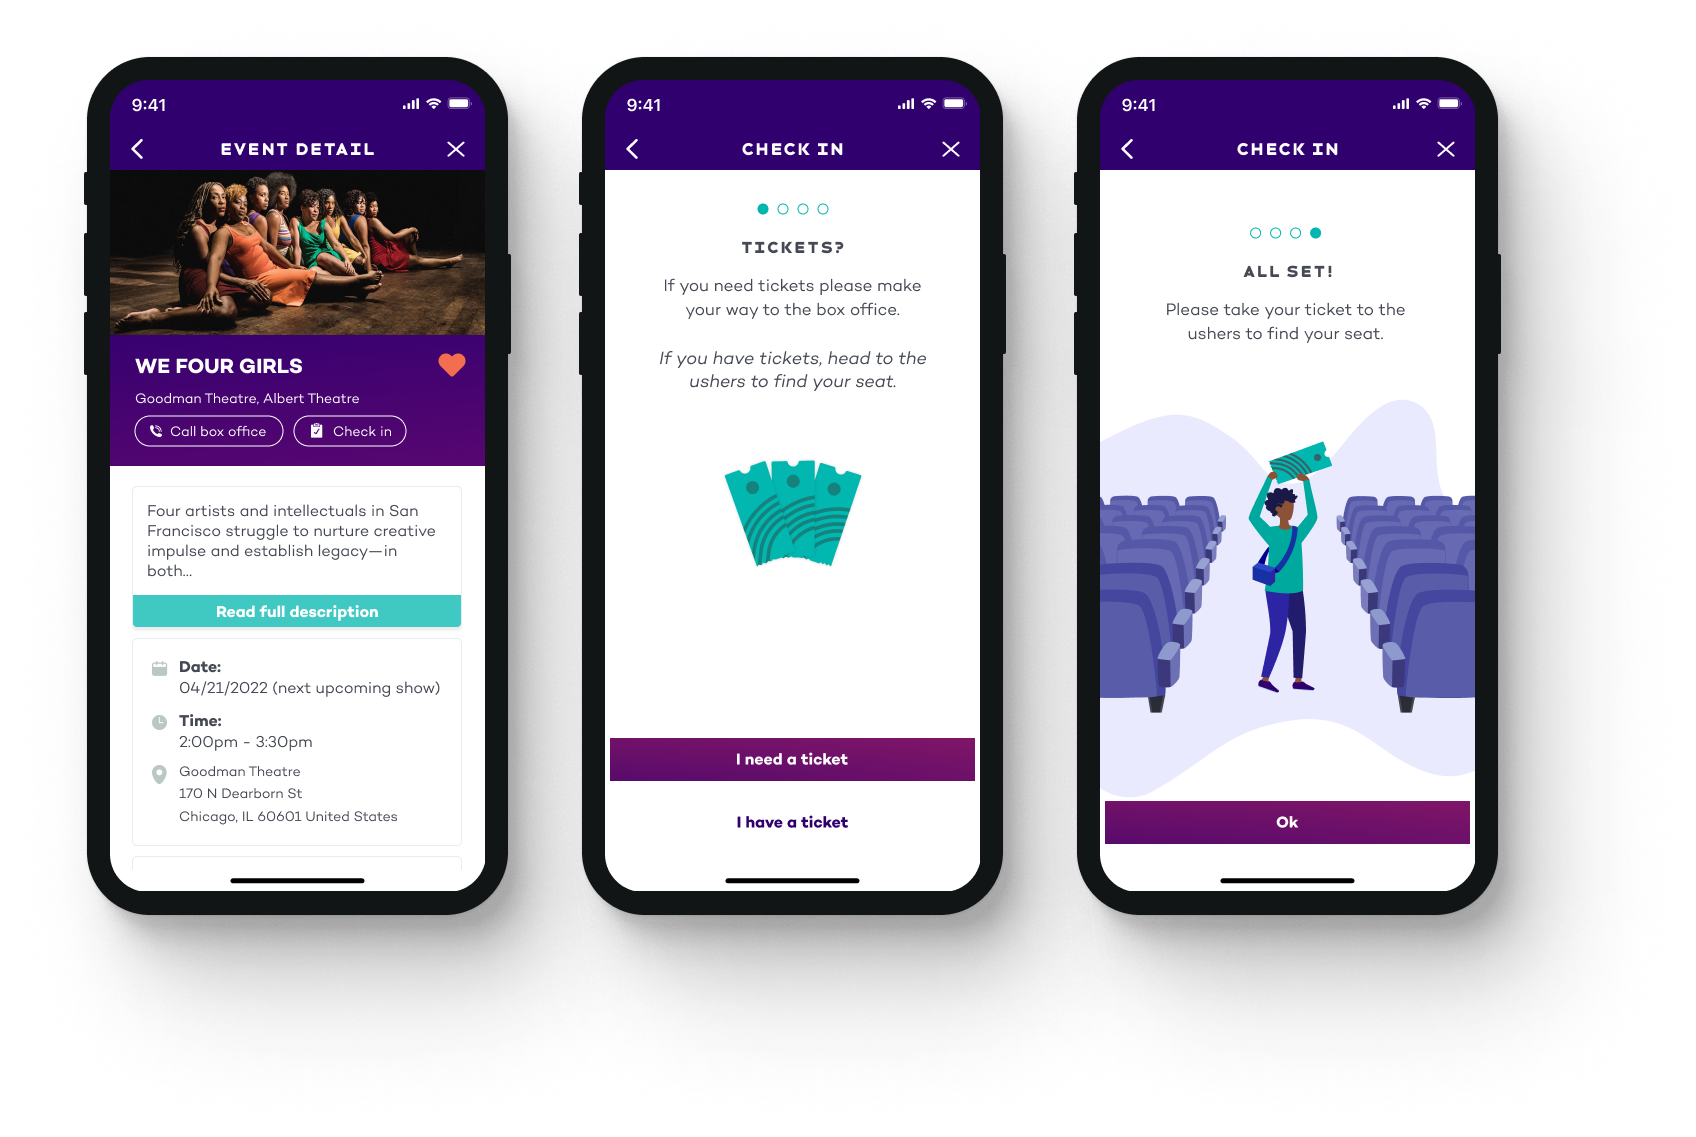 9:41
EVENT DETAIL
WE FOUR GIRLS
Goodman Theatre, Albert Theatre
Call box office
Check in
Four artists and intellectuals in San
Francisco struggle to nurture creative
impulse and establish legacy—in
both...
Read full description
Date:
04/21/2022 (next upcoming show)
Time:
2:00pm - 3:30pm
Goodman Theatre
170 N Dearborn St
Chicago, IL 60601 United States
9:41
CHECK IN
TICKETS?
If you need tickets please make
your way to the box office.
If you have tickets, head to the
ushers to find your seat.
I need a ticket
I have a ticket
9:41
CHECK IN
ALL SET!
Please take your ticket to the
ushers to find your seat.
Ok